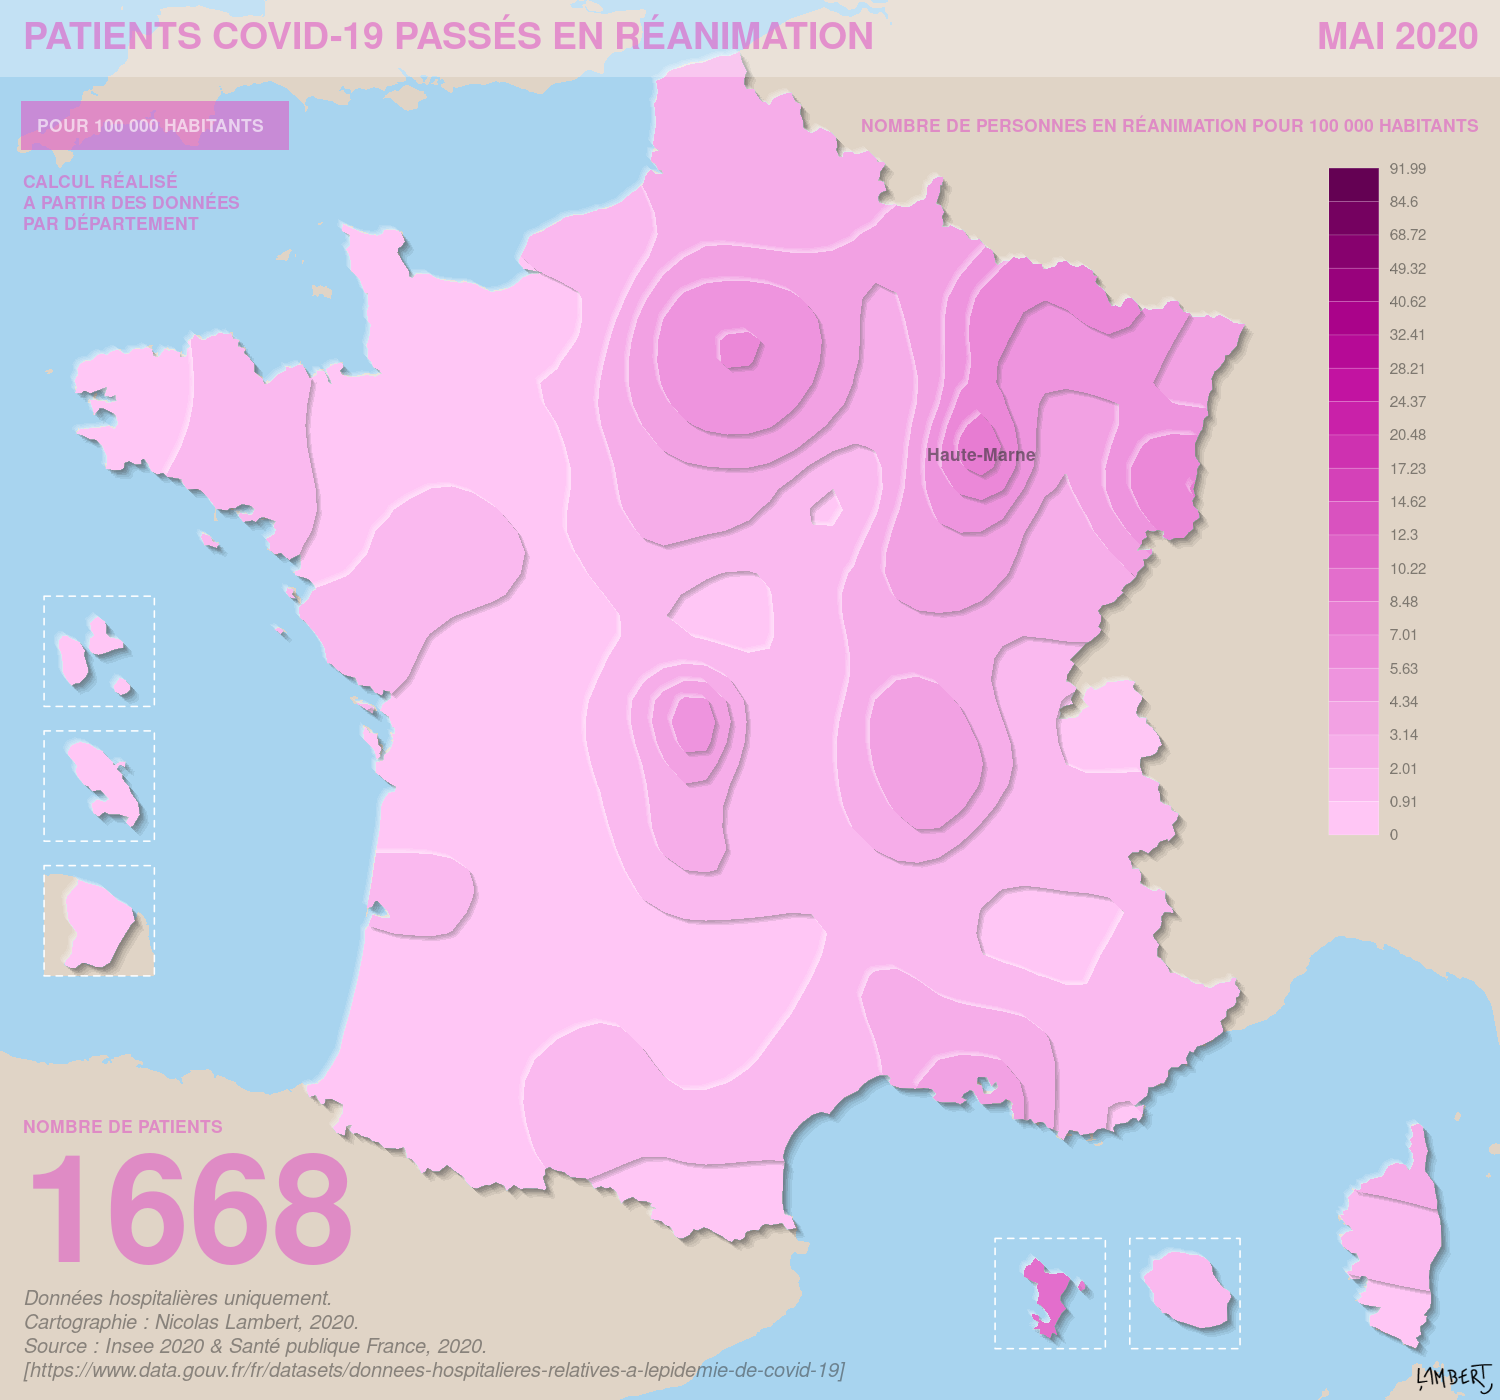 PATIENTS COVID-19 PASSÉS EN RÉANIMATION
MAI 2020
POUR 100 000 HABITANTS
NOMBRE DE PERSONNES EN RÉANIMATION POUR 100 000 HABITANTS
CALCUL RÉALISÉ
A PARTIR DES DONNÉES
PAR DÉPARTEMENT
91.99
84.6
68.72
49.32
40.62
32.41
28.21
24.37
20.48
17.23
14.62
12.3
10.22
8.48
7.01
5.63
4.34
3.14
2.01
0.91
0
Haute-Marne
NOMBRE DE PATIENTS
1668
Données hospitalières uniquement.
Cartographie : Nicolas Lambert, 2020.
Source : Insee 2020 & Santé publique France, 2020.
[https://www.data.gouv.fr/fr/datasets/donnees-hospitalieres-relatives-a-lepidemie-de-covid-19]
LAMBERT